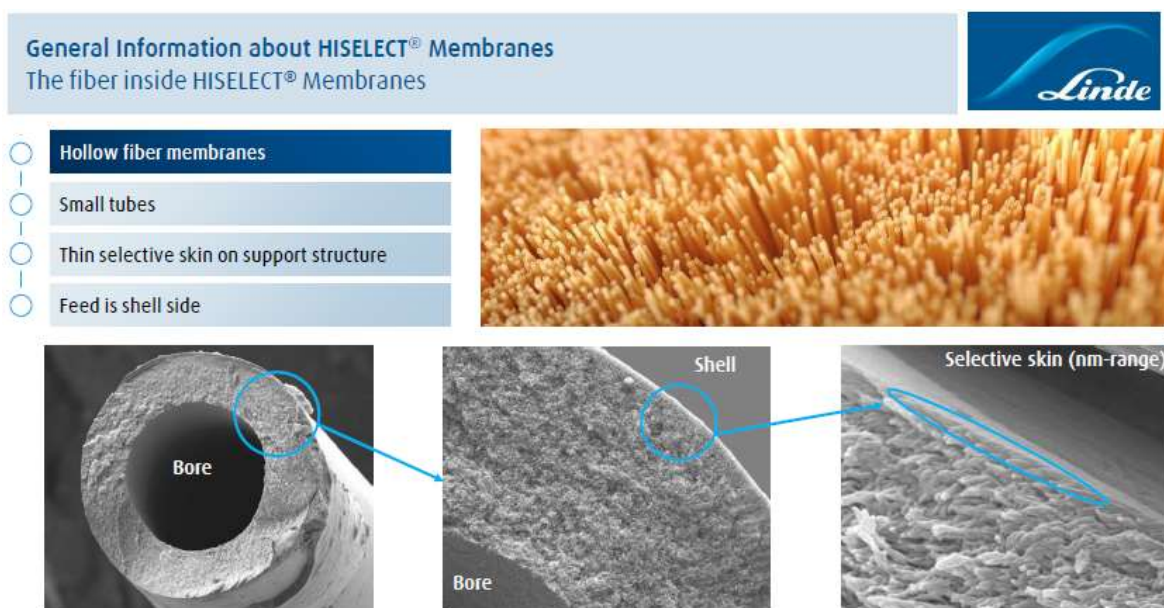 General Information about HISELECT® Membranes
The fiber inside HISELECT® Membranes
Linde
Hollow fiber membranes
Small tubes
Thin selective skin on support structure
Feed is shell side
Bore
Shell
Bore
Selective skin (nm-range)